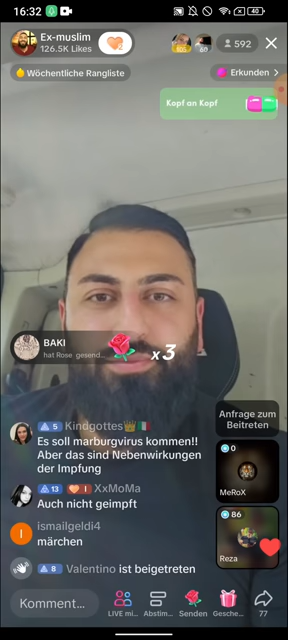 16:32
40
Ex-muslim
126.5K Likes
60
592
Wöchentliche Rangliste
Erkunden
Kopf an Kopf
BAKI
hat Rose gesend...
x3
5 Kindgottes
Es soll marburgvirus kommen!!
Aber das sind Nebenwirkungen
der Impfung
13 I XxMoMa
Auch nicht geimpft
I ismailgeldi4
märchen
8 Valentino ist beigetreten
Anfrage zum
Beitreten
0
MeRoX
86
Reza
Komment...
LIVE mi...
Abstim...
Senden
Gesche...
77